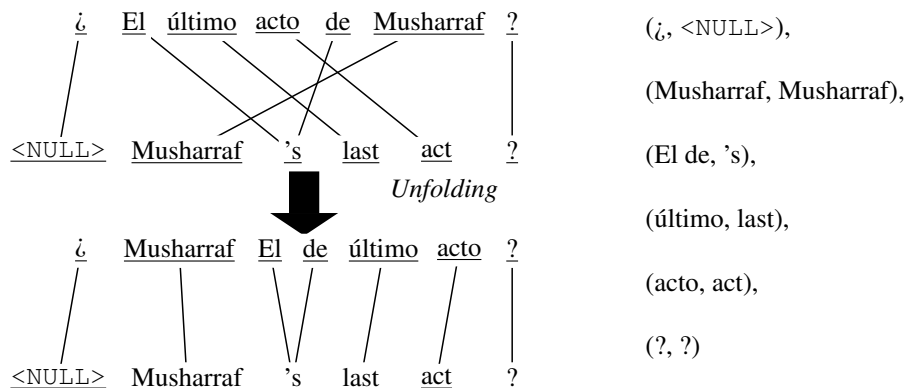 ¿ El último acto de Musharraf ?
<NULL> Musharraf 's last act ?
Unfolding
¿ Musharraf El de último acto ?
<NULL> Musharraf 's last act ?
(¿, <NULL>),
(Musharraf, Musharraf),
(El de, ’s),
(último, last),
(acto, act),
(?, ?)